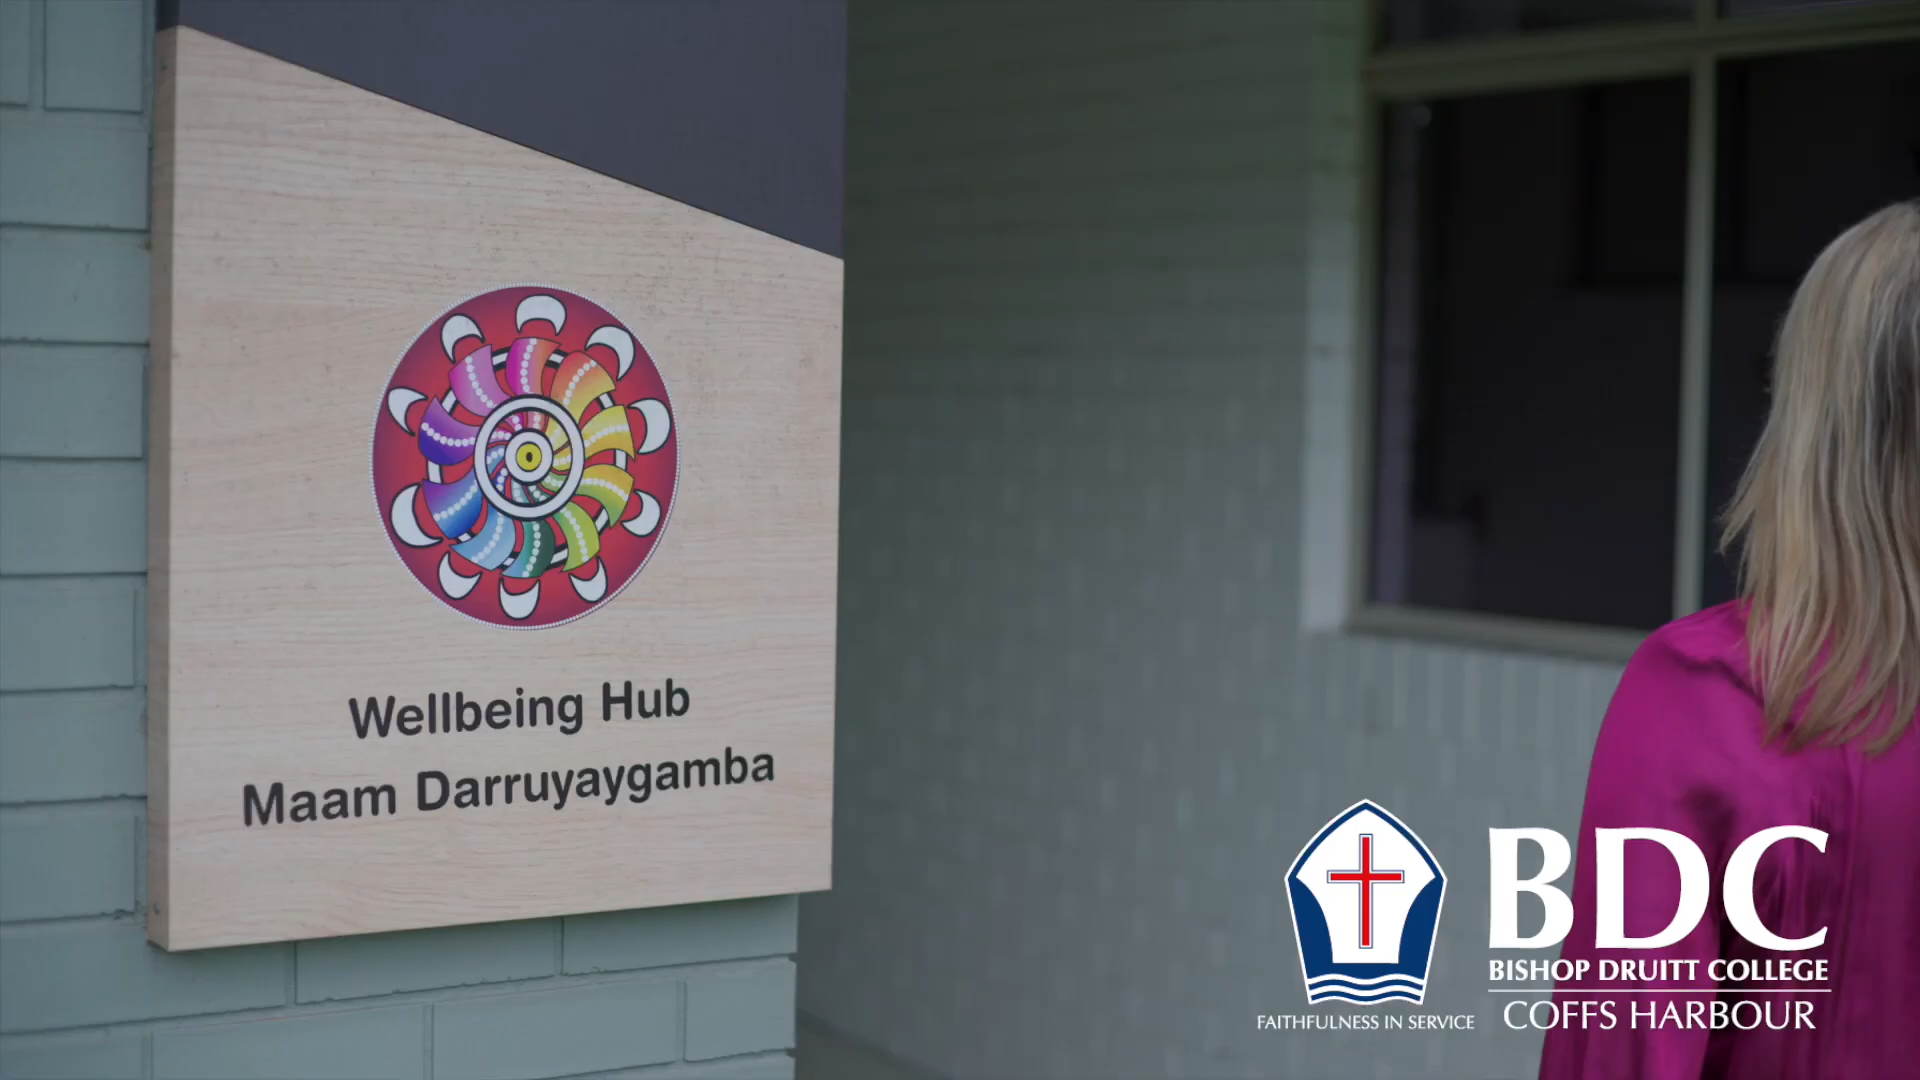 Wellbeing Hub
Maam Darruyaygamba
BDC
BISHOP DRUITT COLLEGE
COFFS HARBOUR
FAITHFULNESS IN SERVICE